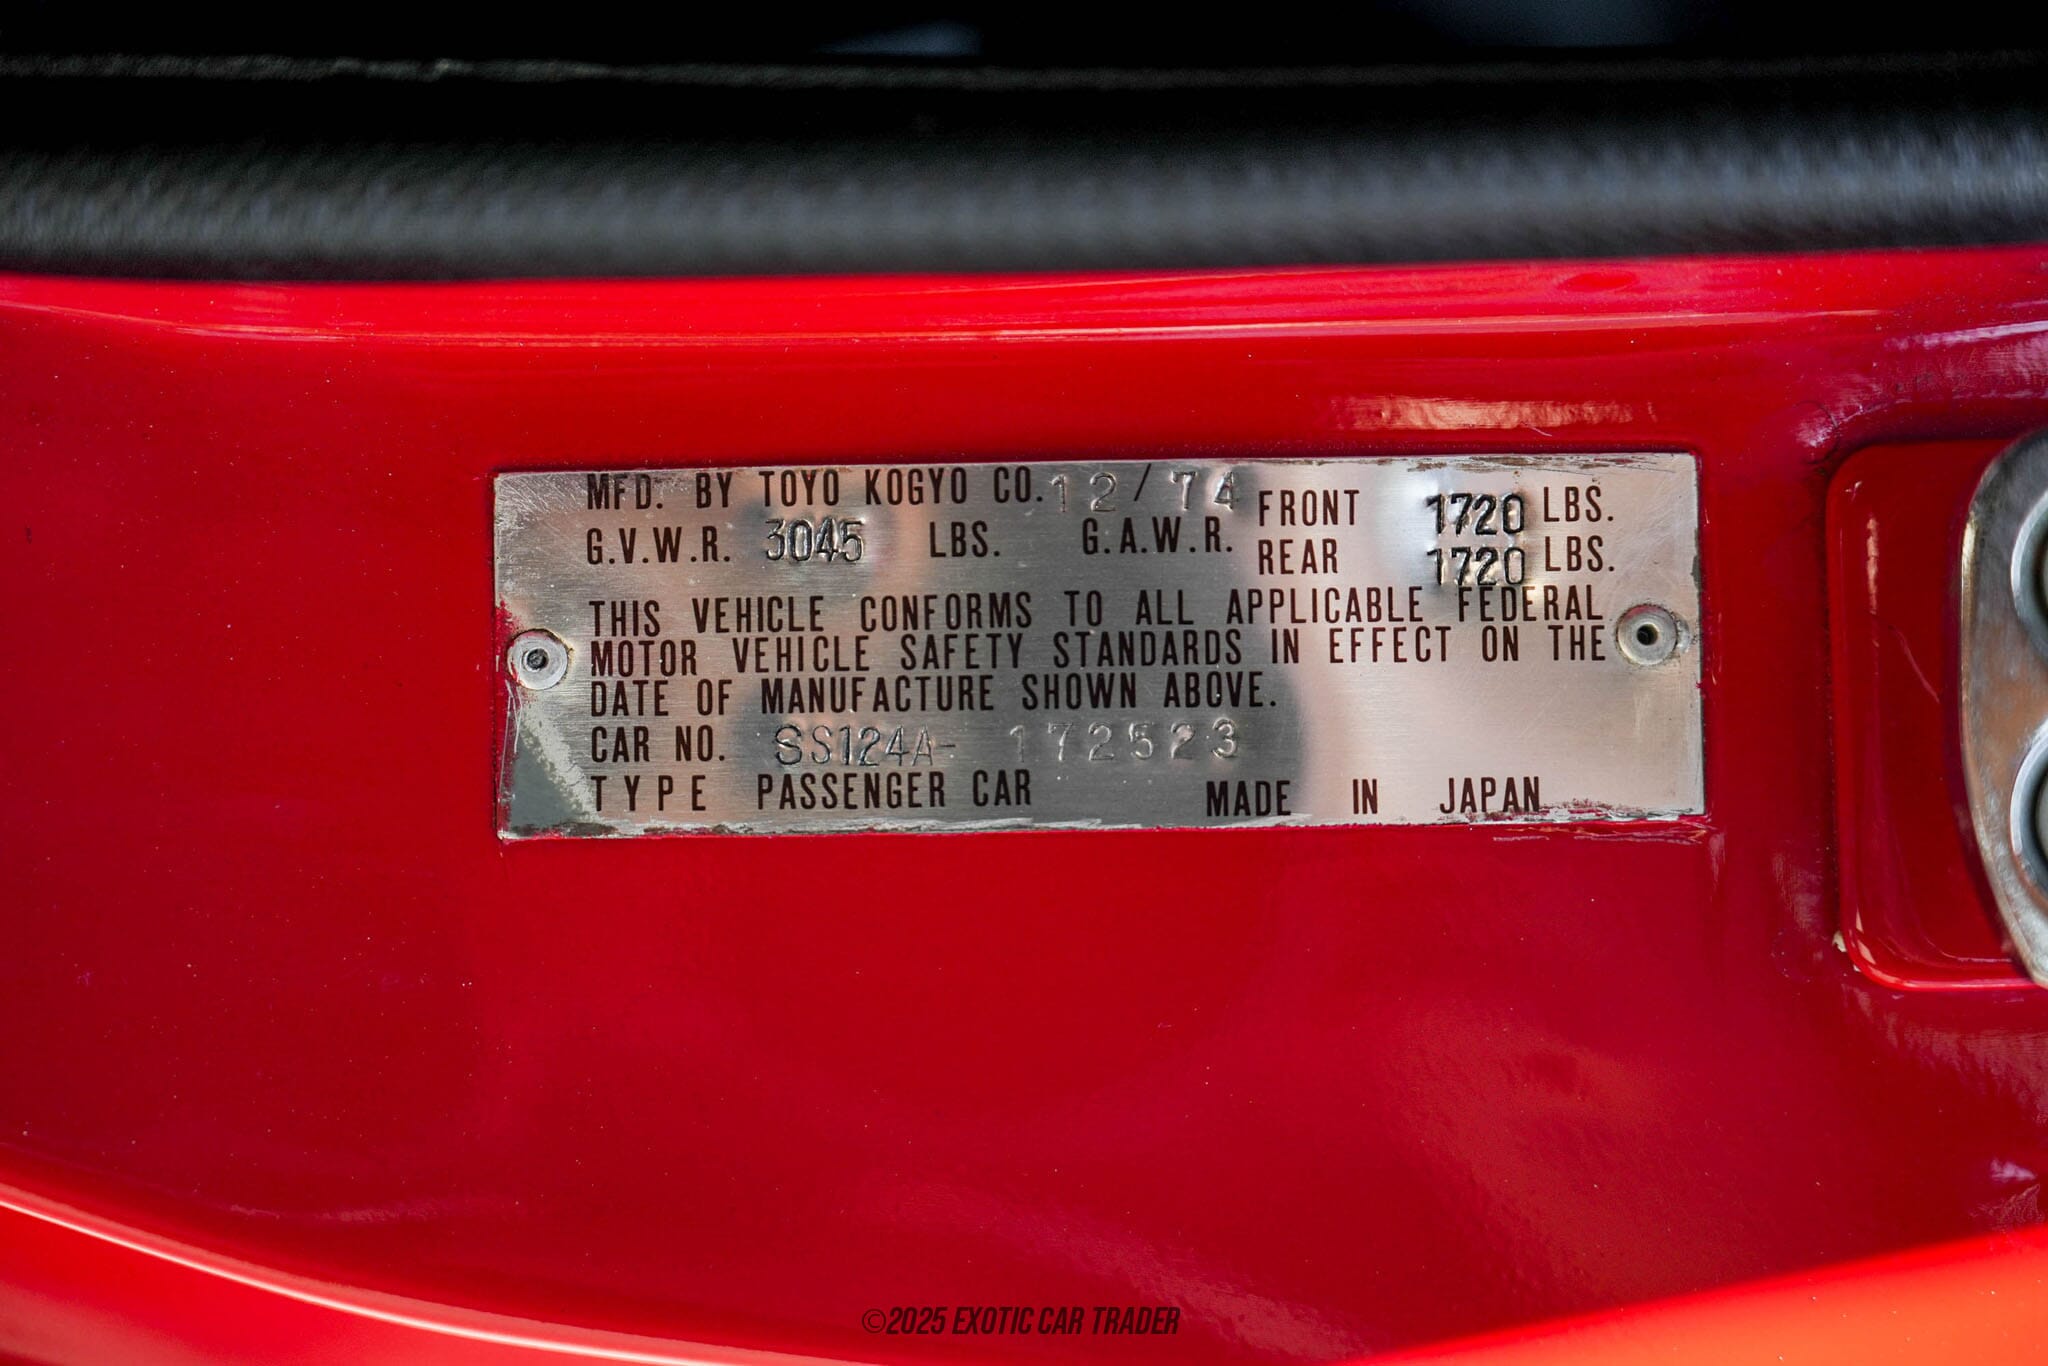 MFD. BY TOYO KOGYO CO. 12/74
G.V.W.R. 3045 LBS. G.A.W.R. FRONT 1720 LBS.
REAR 1720 LBS.
THIS VEHICLE CONFORMS TO ALL APPLICABLE FEDERAL
MOTOR VEHICLE SAFETY STANDARDS IN EFFECT ON THE
DATE OF MANUFACTURE SHOWN ABOVE.
CAR NO. SS124A- 172523
TYPE PASSENGER CAR MADE IN JAPAN
©2025 EXOTIC CAR TRADER